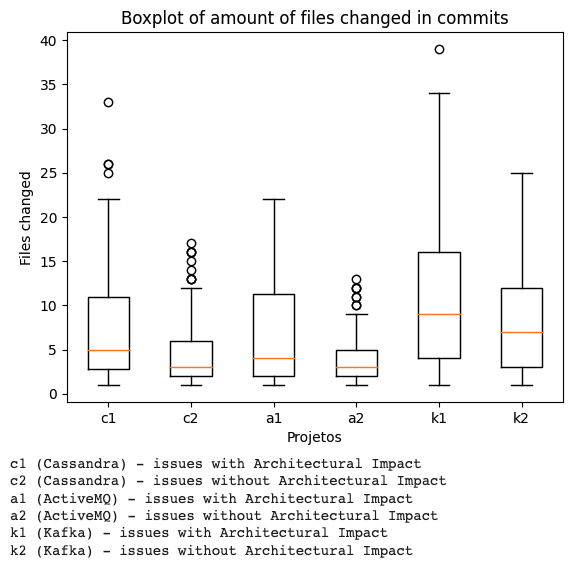 Boxplot of amount of files changed in commits
40
35
30
25
20
15
10
5
0
Files changed
c1 c2 a1 a2 k1 k2
Projetos
c1 (Cassandra) - issues with Architectural Impact
c2 (Cassandra) - issues without Architectural Impact
a1 (ActiveMQ) - issues with Architectural Impact
a2 (ActiveMQ) - issues without Architectural Impact
k1 (Kafka) - issues with Architectural Impact
k2 (Kafka) - issues without Architectural Impact